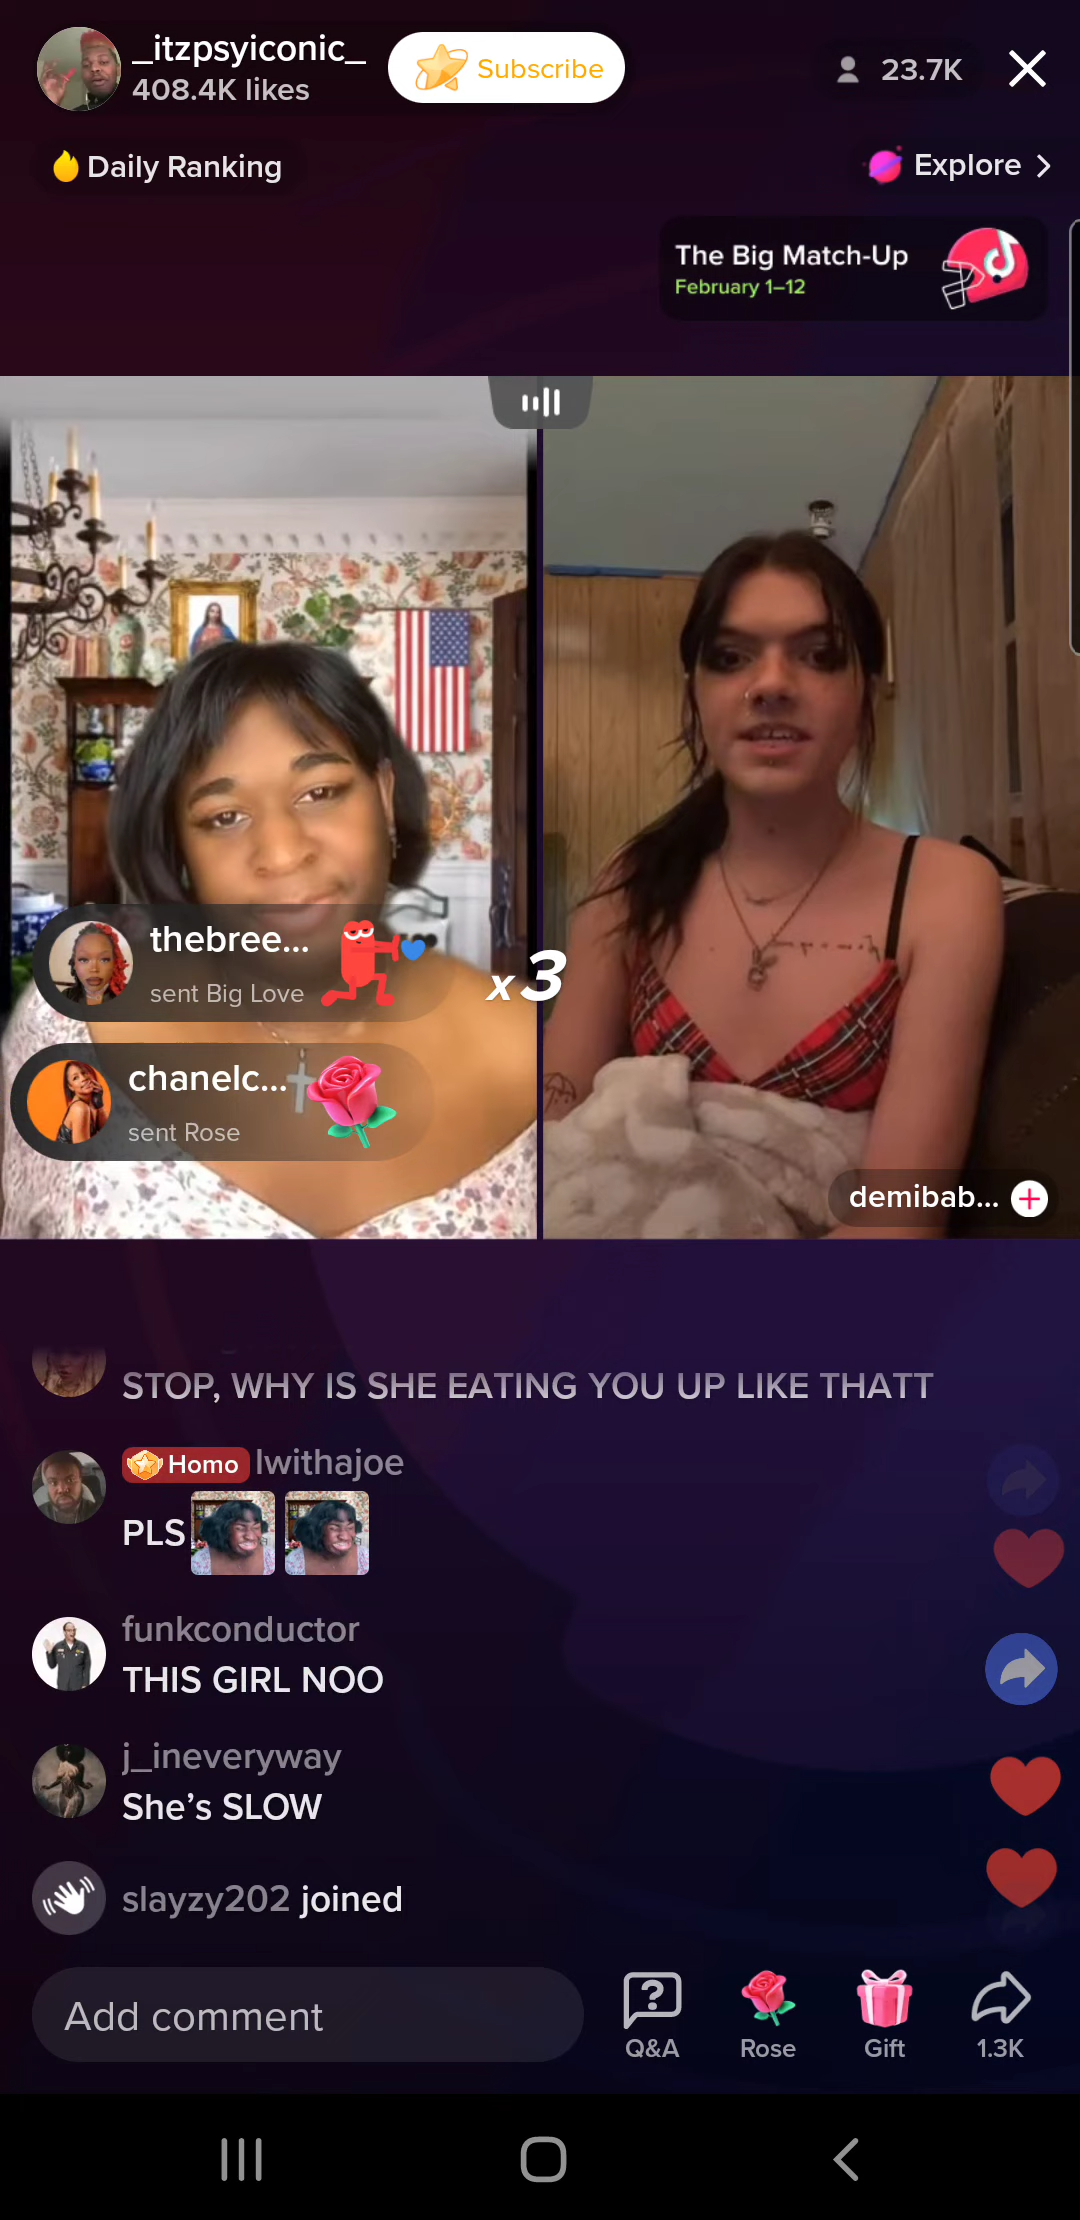 _itzpsyiconic_
408.4K likes
Subscribe
23.7K
Daily Ranking
Explore
The Big Match-Up
February 1–12
thebree...
sent Big Love
x3
chanelc...
sent Rose
demibab...
STOP, WHY IS SHE EATING YOU UP LIKE THATT
Homo lwithajoe
PLS
funkconductor
THIS GIRL NOO
j_ineveryway
She's SLOW
slayzy202 joined
Add comment
Q&A
Rose
Gift
1.3K